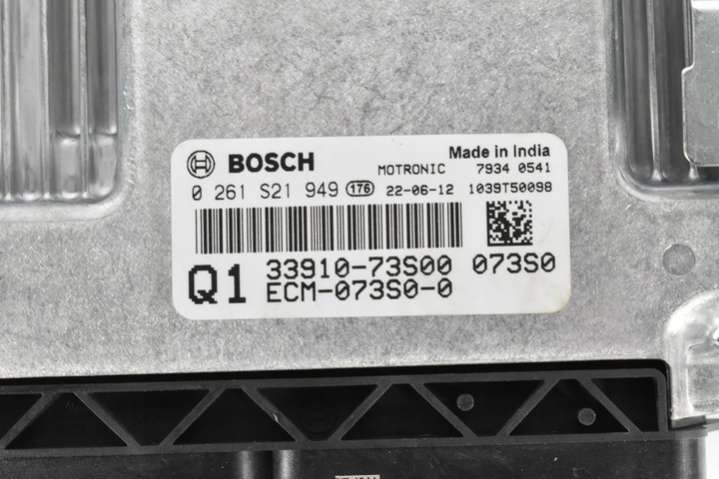 BOSCH
Made in India
MOTRONIC 7934 0541
0 261 S21 949 176 22-06-12 1039T50098
Q1 33910-73S00 073S0
ECM-073S0-0